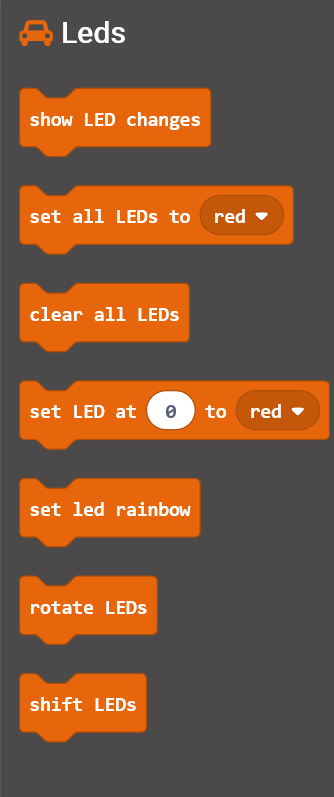 Leds
show LED changes
set all LEDs to red
clear all LEDs
set LED at 0 to red
set led rainbow
rotate LEDs
shift LEDs